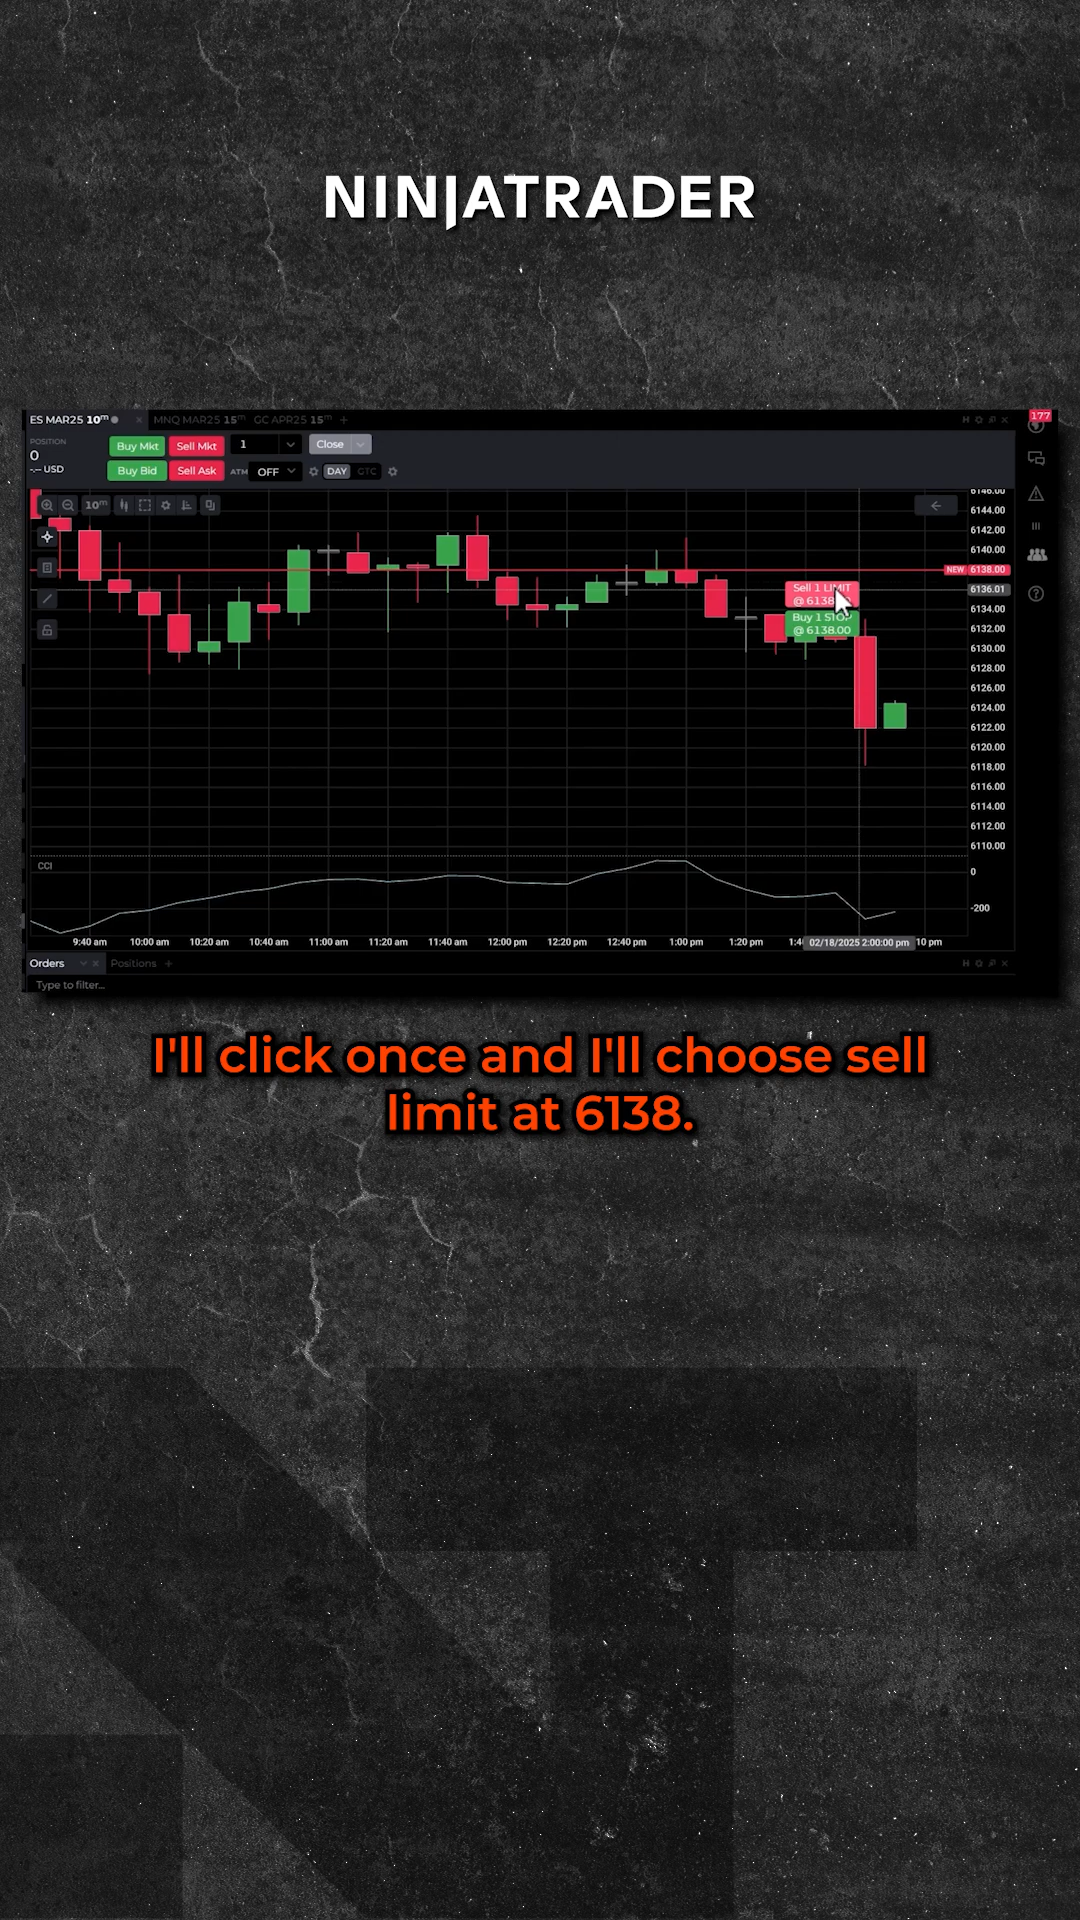 NINJATRADER
ES MAR25 10m
MNQ MAR25 15m
GC APR25 15m
177
POSITION
0
-.-- USD
Buy Mkt
Sell Mkt
1
Close
Buy Bid
Sell Ask
ATM
OFF
DAY
GTC
10m
6146.00
6144.00
6142.00
6140.00
NEW
6138.00
6136.01
6134.00
6132.00
6130.00
6128.00
6126.00
6124.00
6122.00
6120.00
6118.00
6116.00
6114.00
6112.00
6110.00
Sell 1 LIMIT
@ 6138
Buy 1 STOP
@ 6138.00
CCI
0
-200
9:40 am
10:00 am
10:20 am
10:40 am
11:00 am
11:20 am
11:40 am
12:00 pm
12:20 pm
12:40 pm
1:00 pm
1:20 pm
02/18/2025 2:00:00 pm
10 pm
Orders
Positions
Type to filter...
I'll click once and I'll choose sell
limit at 6138.